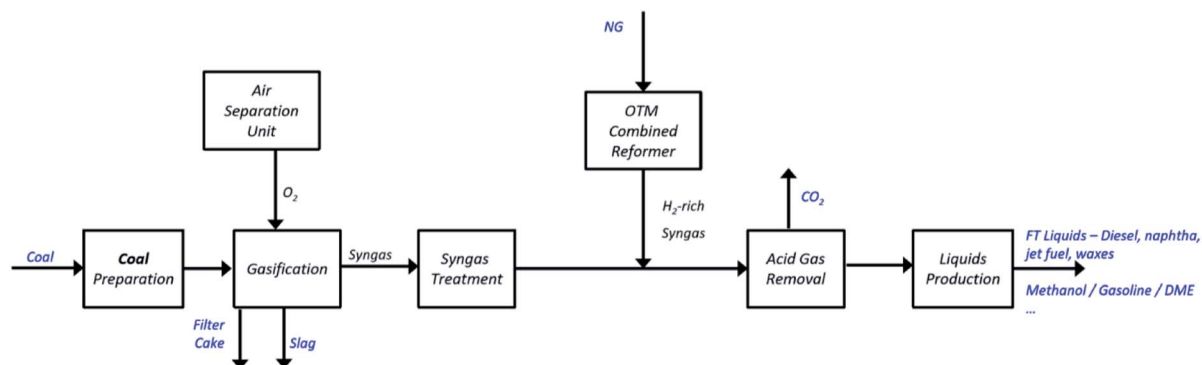 NG
Air
Separation
Unit
OTM
Combined
Reformer
O₂
H₂-rich
Syngas
CO₂
Coal
Coal
Preparation
Gasification
Syngas
Syngas
Treatment
Acid Gas
Removal
Liquids
Production
FT Liquids – Diesel, naphtha,
jet fuel, waxes
Methanol / Gasoline / DME
...
Filter
Cake
Slag